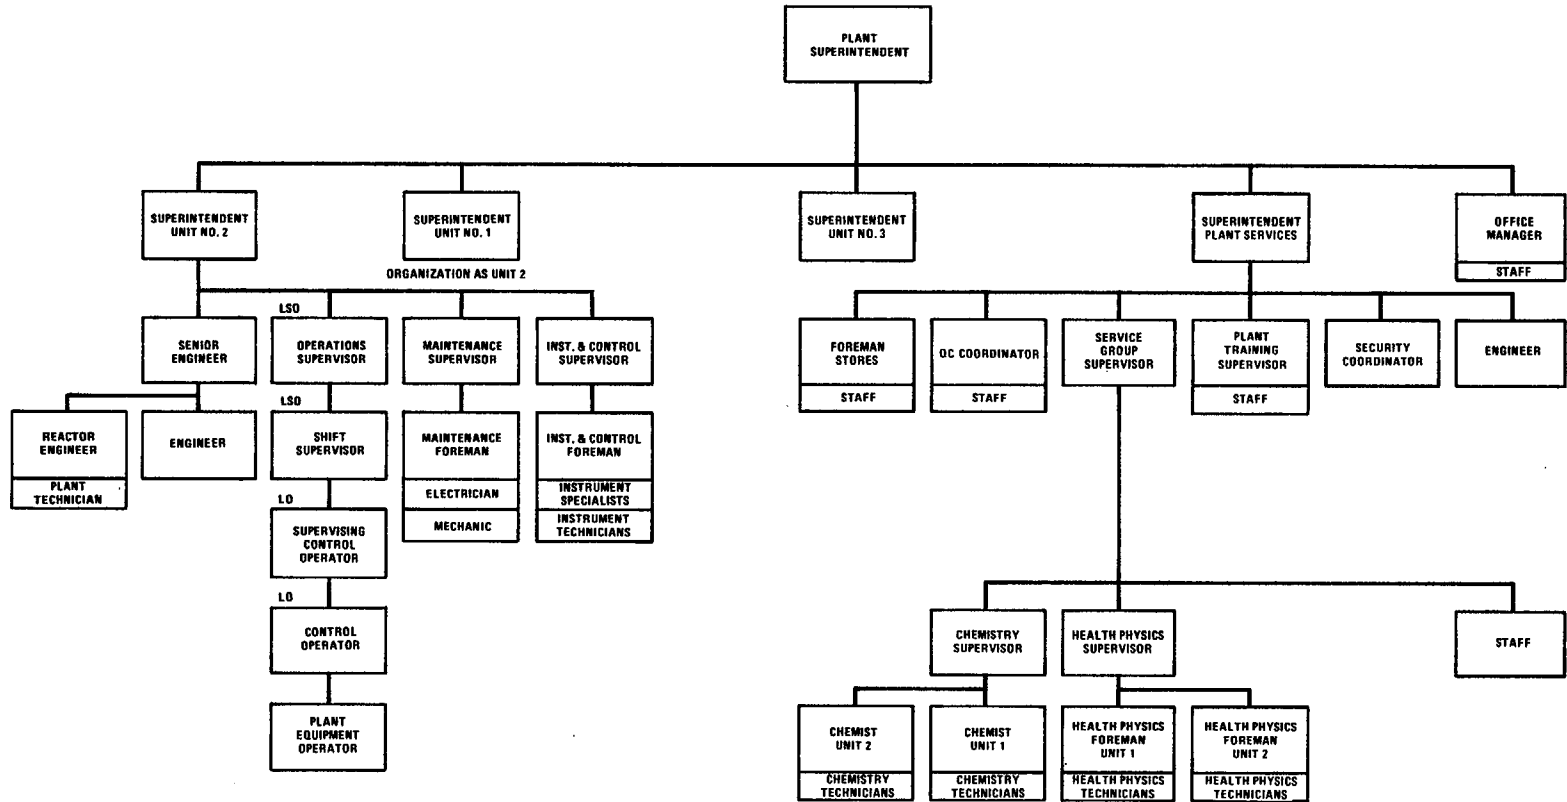 PLANT
SUPERINTENDENT
SUPERINTENDENT
UNIT NO. 2
SUPERINTENDENT
UNIT NO. 1
SUPERINTENDENT
UNIT NO. 3
SUPERINTENDENT
PLANT SERVICES
OFFICE
MANAGER
STAFF
ORGANIZATION AS UNIT 2
SENIOR
ENGINEER
LSO
OPERATIONS
SUPERVISOR
MAINTENANCE
SUPERVISOR
INST. & CONTROL
SUPERVISOR
FOREMAN
STORES
STAFF
QC COORDINATOR
STAFF
SERVICE
GROUP
SUPERVISOR
PLANT
TRAINING
SUPERVISOR
STAFF
SECURITY
COORDINATOR
ENGINEER
REACTOR
ENGINEER
PLANT
TECHNICIAN
ENGINEER
LSO
SHIFT
SUPERVISOR
MAINTENANCE
FOREMAN
ELECTRICIAN
MECHANIC
INST. & CONTROL
FOREMAN
INSTRUMENT
SPECIALISTS
INSTRUMENT
TECHNICIANS
LO
SUPERVISING
CONTROL
OPERATOR
LO
CONTROL
OPERATOR
PLANT
EQUIPMENT
OPERATOR
CHEMISTRY
SUPERVISOR
HEALTH PHYSICS
SUPERVISOR
STAFF
CHEMIST
UNIT 2
CHEMISTRY
TECHNICIANS
CHEMIST
UNIT 1
CHEMISTRY
TECHNICIANS
HEALTH PHYSICS
FOREMAN
UNIT 1
HEALTH PHYSICS
TECHNICIANS
HEALTH PHYSICS
FOREMAN
UNIT 2
HEALTH PHYSICS
TECHNICIANS